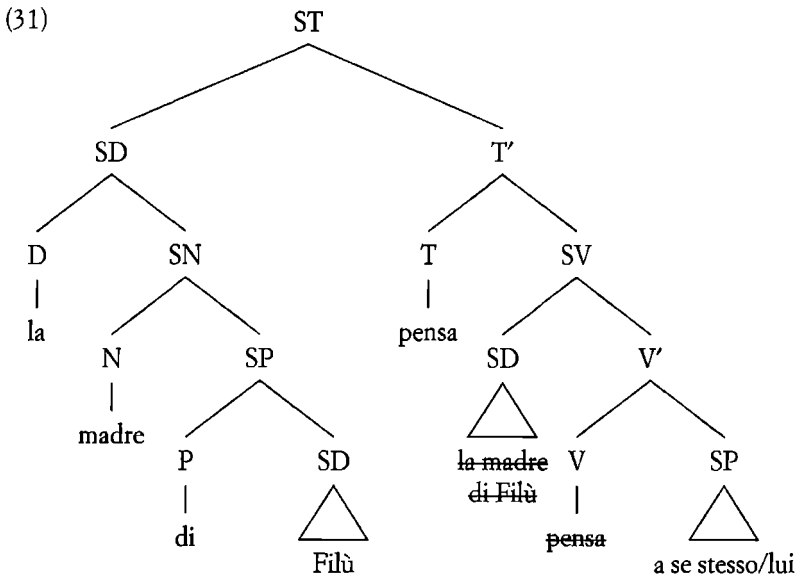 (31)
ST
SD T′
D SN T SV
la pensa
N SP SD V′
madre la madre
di Filù
P SD V SP
di Filù pensa a se stesso/lui